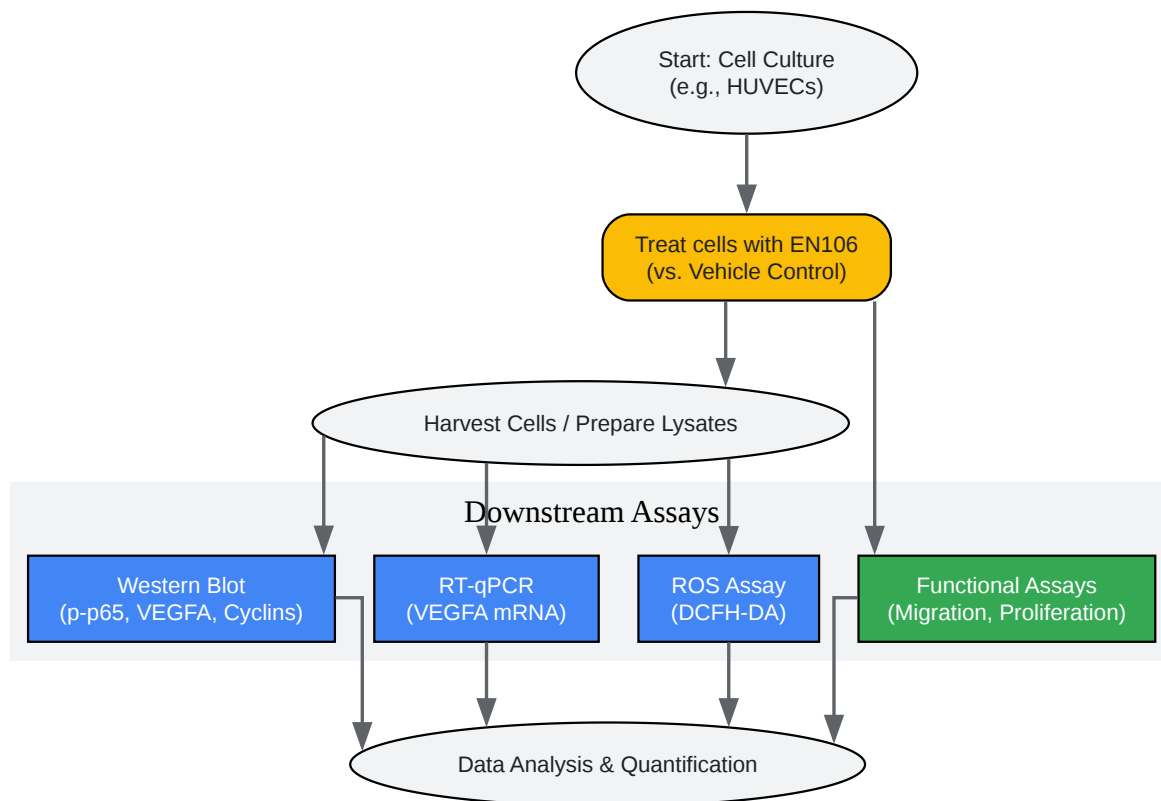 Start: Cell Culture
(e.g., HUVECs)
Treat cells with EN106
(vs. Vehicle Control)
Harvest Cells / Prepare Lysates
Downstream Assays
Western Blot
(p-p65, VEGFA, Cyclins)
RT-qPCR
(VEGFA mRNA)
ROS Assay
(DCFH-DA)
Functional Assays
(Migration, Proliferation)
Data Analysis & Quantification